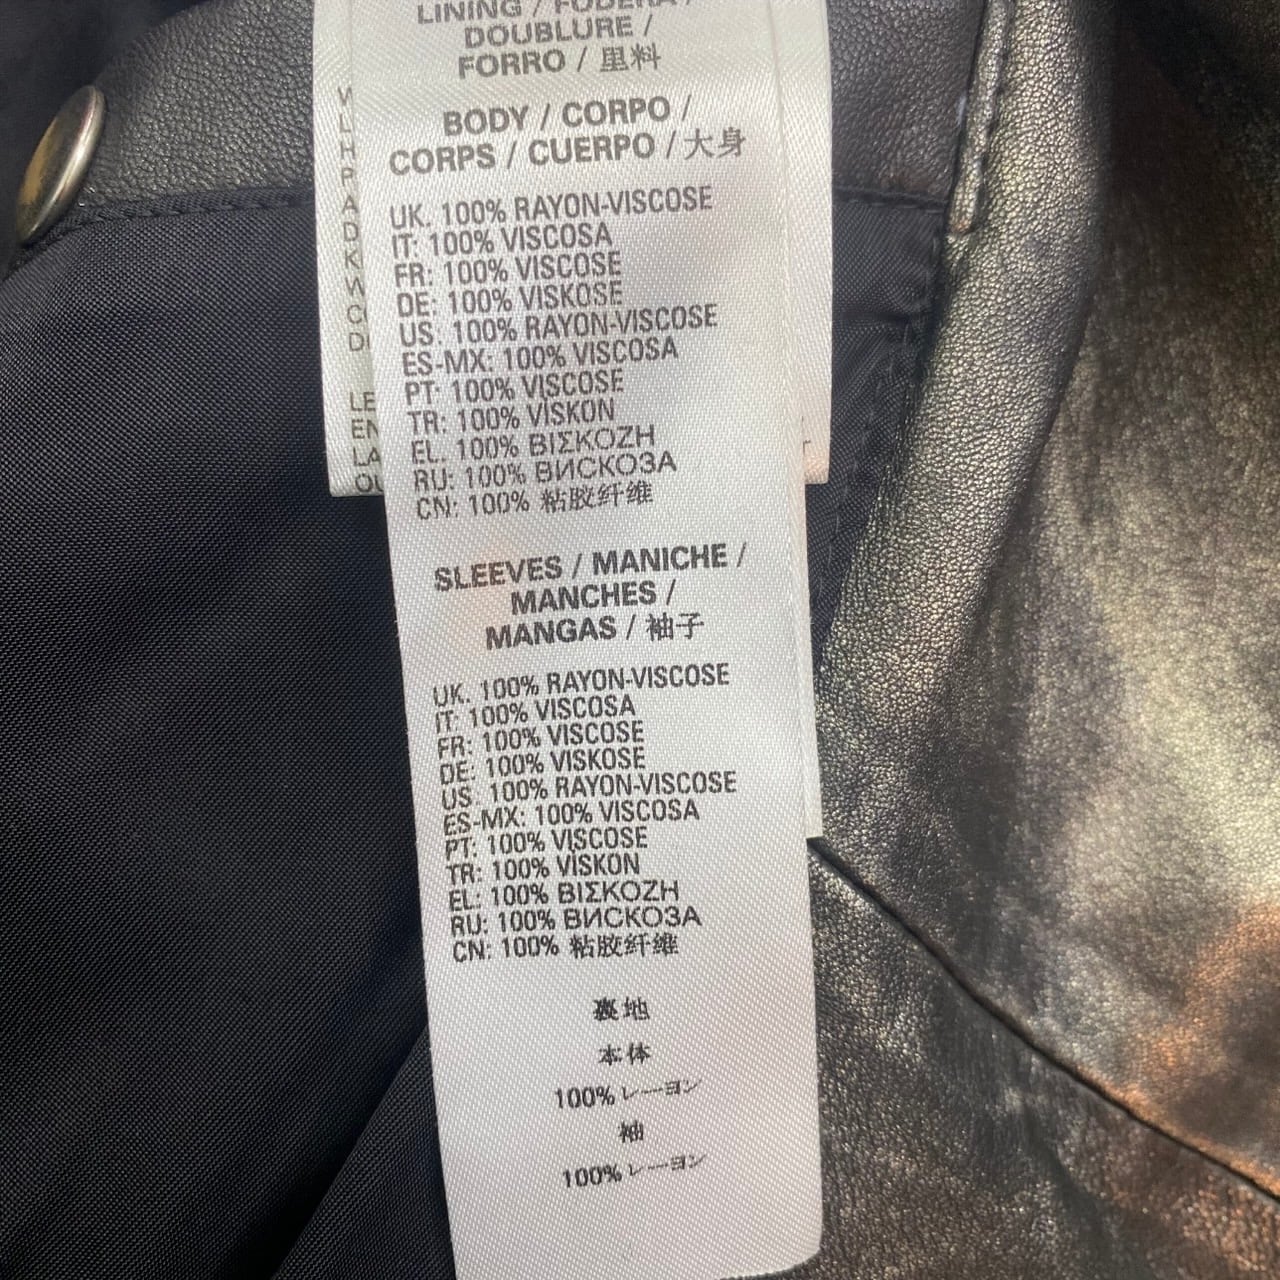 LINING / FODERA /
DOUBLURE /
FORRO / 里料
BODY / CORPO /
CORPS / CUERPO / 大身
UK: 100% RAYON-VISCOSE
IT: 100% VISCOSA
FR: 100% VISCOSE
DE: 100% VISKOSE
US: 100% RAYON-VISCOSE
ES-MX: 100% VISCOSA
PT: 100% VISCOSE
TR: 100% VİSKON
EL: 100% ΒΙΣΚΟΖΗ
RU: 100% ВИСКОЗА
CN: 100% 粘胶纤维
SLEEVES / MANICHE /
MANCHES /
MANGAS / 袖子
UK: 100% RAYON-VISCOSE
IT: 100% VISCOSA
FR: 100% VISCOSE
DE: 100% VISKOSE
US: 100% RAYON-VISCOSE
ES-MX: 100% VISCOSA
PT: 100% VISCOSE
TR: 100% VİSKON
EL: 100% ΒΙΣΚΟΖΗ
RU: 100% ВИСКОЗА
CN: 100% 粘胶纤维
裏地
本体
100% レーヨン
袖
100% レーヨン